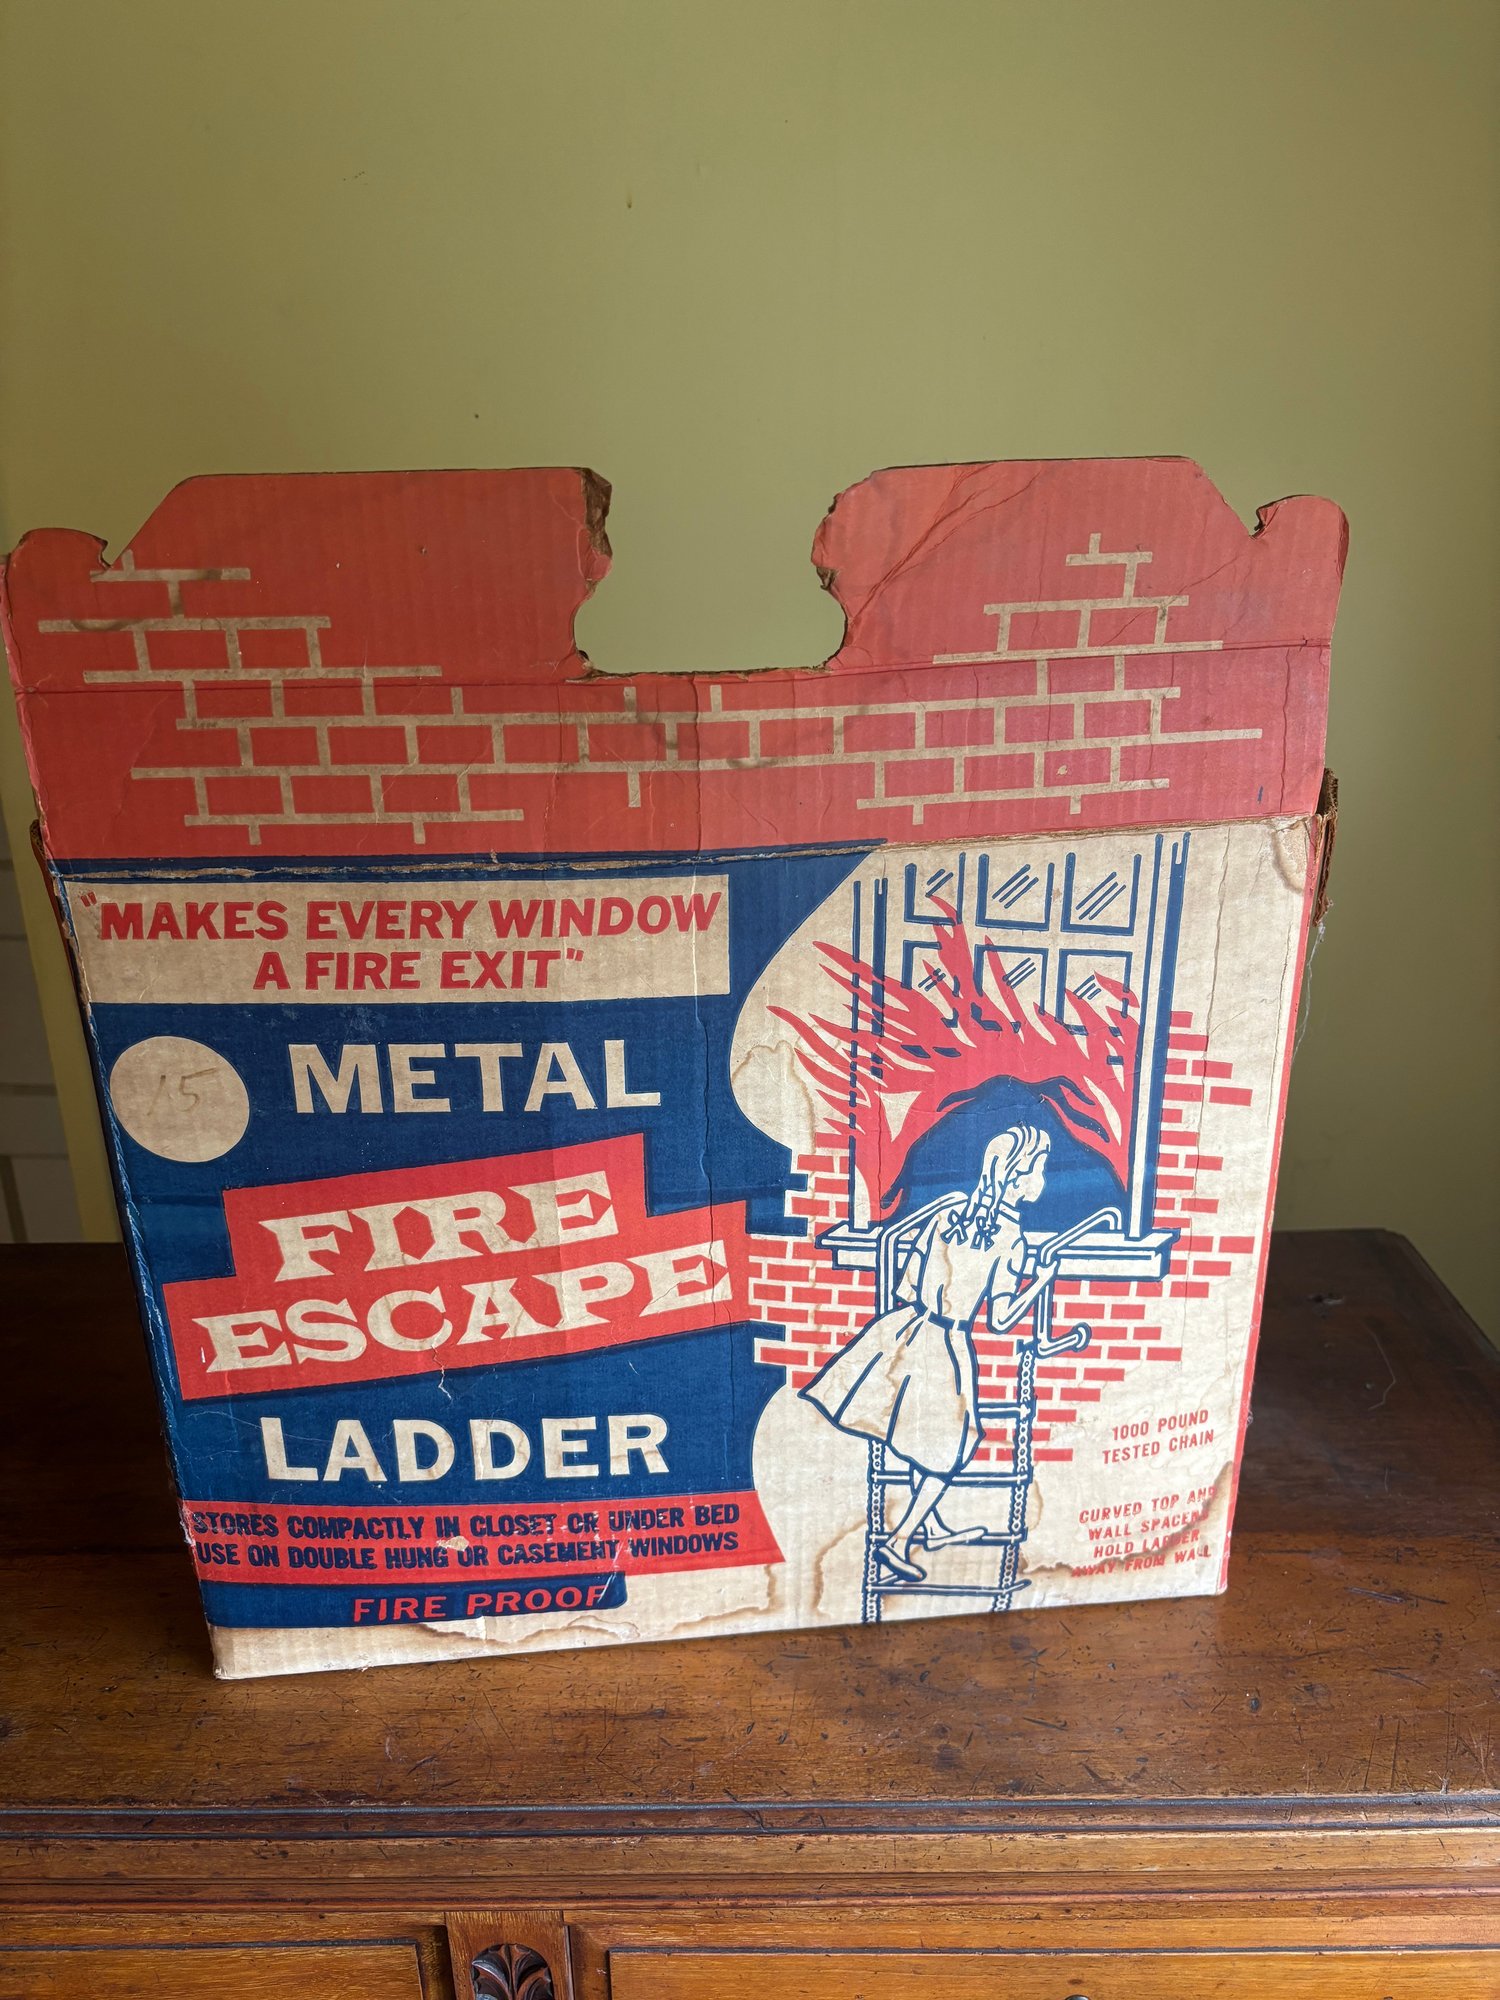 "MAKES EVERY WINDOW
A FIRE EXIT"
15
METAL
FIRE
ESCAPE
LADDER
STORES COMPACTLY IN CLOSET OR UNDER BED
USE ON DOUBLE HUNG OR CASEMENT WINDOWS
FIRE PROOF
1000 POUND
TESTED CHAIN
CURVED TOP AND
WALL SPACERS
HOLD LADDER
AWAY FROM WALL